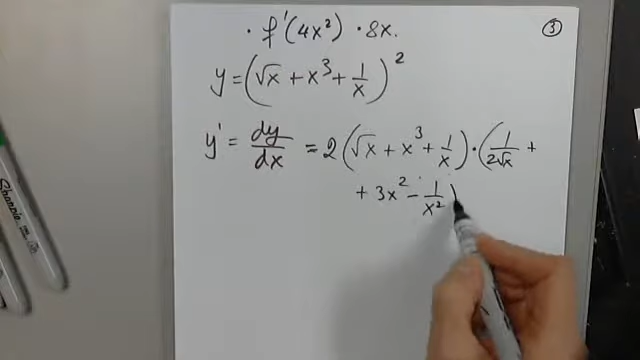 ③
· f'(4x²) · 8x.
y = (√x + x³ + 1/x)²
y' = dy/dx = 2(√x + x³ + 1/x) · (1/2√x +
+ 3x² - 1/x²)
Sharpie